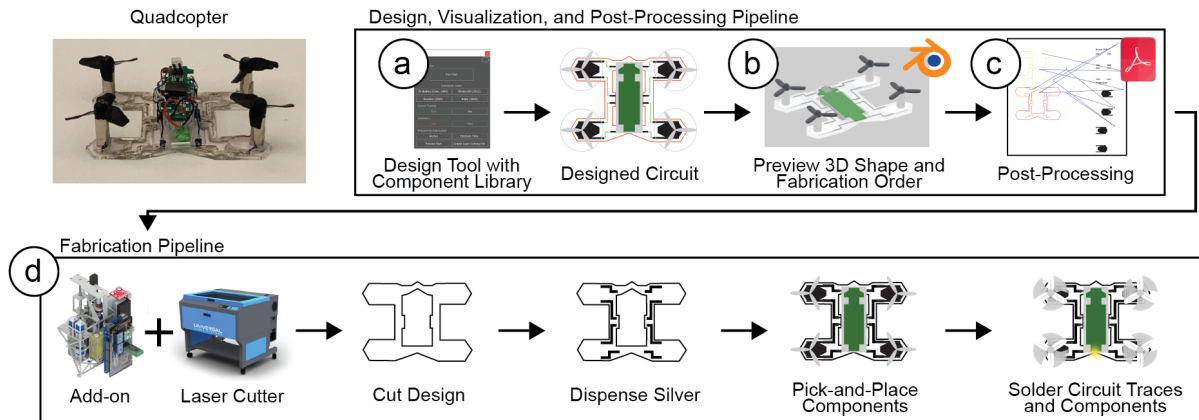 Quadcopter
Design, Visualization, and Post-Processing Pipeline
a
b
c
Design Tool with
Component Library
Designed Circuit
Preview 3D Shape and
Fabrication Order
Post-Processing
Fabrication Pipeline
d
UNIVERSAL
Add-on
Laser Cutter
Cut Design
Dispense Silver
Pick-and-Place
Components
Solder Circuit Traces
and Components